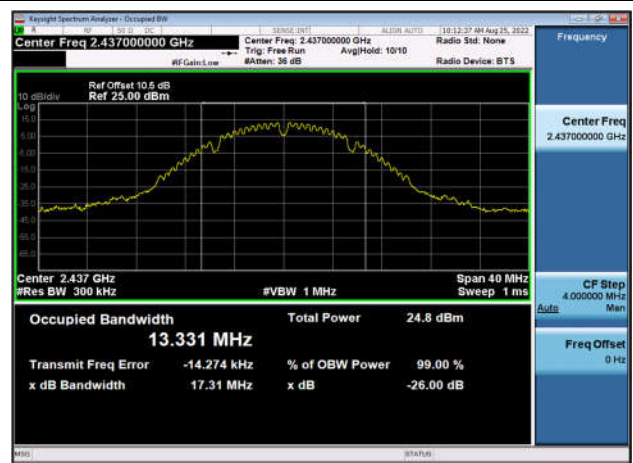 Keysight Spectrum Analyzer - Occupied BW
RF 50 Ω DC SENSE:INT ALIGN AUTO 10:12:37 AM Aug 25, 2022
Center Freq 2.437000000 GHz
Center Freq: 2.437000000 GHz Radio Std: None
Trig: Free Run Avg|Hold: 10/10
#IFGain:Low #Atten: 36 dB Radio Device: BTS
Ref Offset 10.5 dB
10 dB/div Ref 25.00 dBm
Log
15.0
5.00
-5.00
-15.0
-25.0
-35.0
-45.0
-55.0
-65.0
Center 2.437 GHz Span 40 MHz
#Res BW 300 kHz #VBW 1 MHz Sweep 1 ms
Occupied Bandwidth Total Power 24.8 dBm
13.331 MHz
Transmit Freq Error -14.274 kHz % of OBW Power 99.00 %
x dB Bandwidth 17.31 MHz x dB -26.00 dB
MSG STATUS
Frequency
Center Freq
2.437000000 GHz
CF Step
4.000000 MHz
Auto Man
Freq Offset
0 Hz